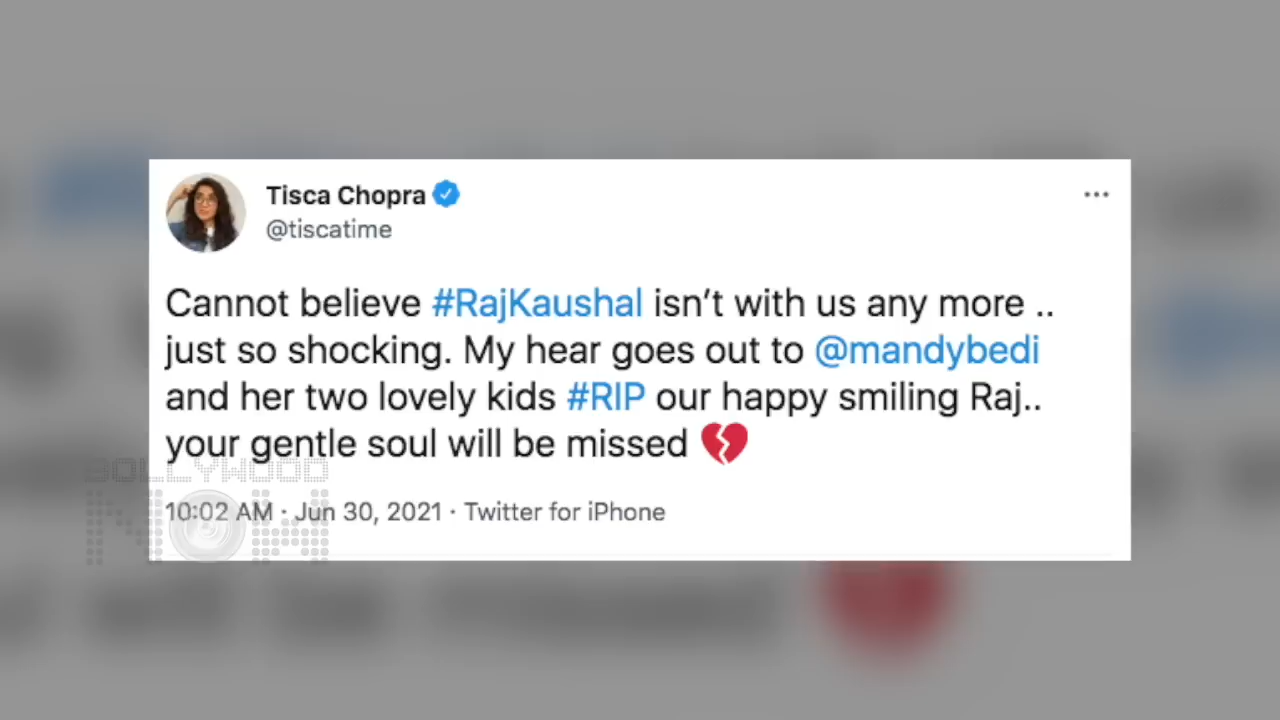 Tisca Chopra
@tiscatime
Cannot believe #RajKaushal isn’t with us any more ..
just so shocking. My hear goes out to @mandybedi
and her two lovely kids #RIP our happy smiling Raj..
your gentle soul will be missed 💔
BOLLYWOOD
NOW
10:02 AM · Jun 30, 2021 · Twitter for iPhone